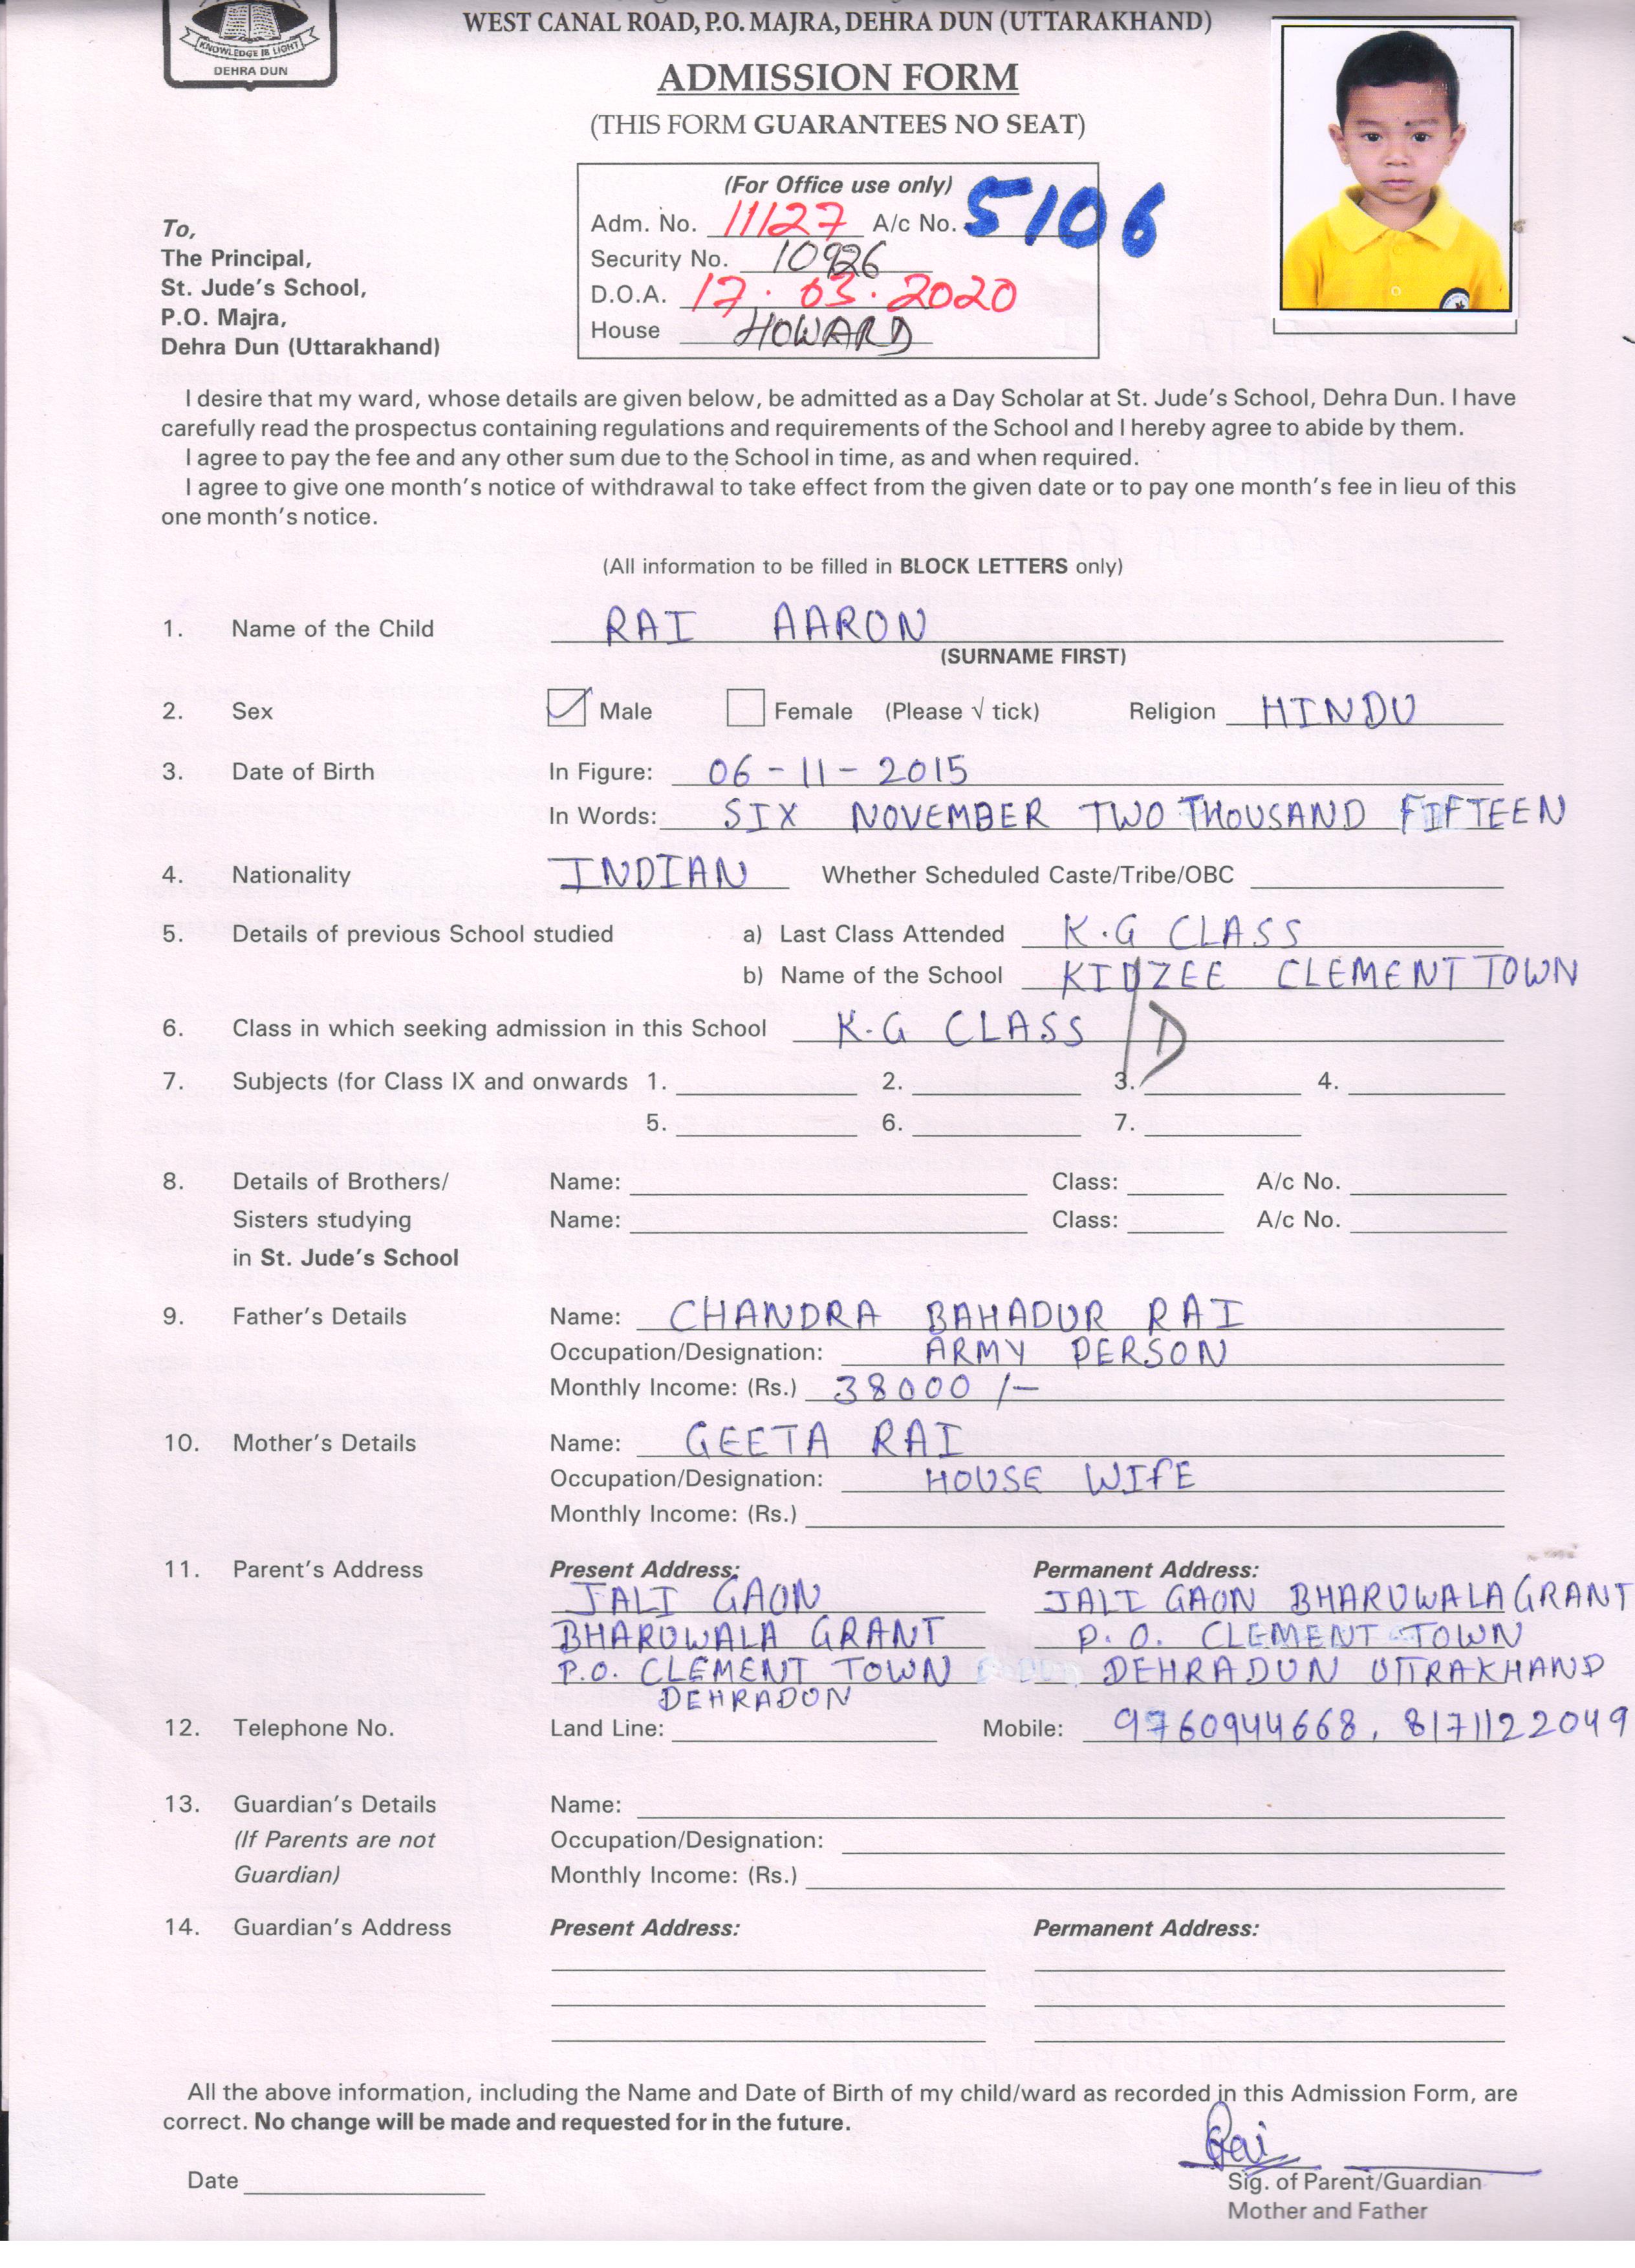 KNOWLEDGE IS LIGHT
DEHRA DUN
WEST CANAL ROAD, P.O. MAJRA, DEHRA DUN (UTTARAKHAND)
ADMISSION FORM
(THIS FORM GUARANTEES NO SEAT)
(For Office use only)
Adm. No. 11127 A/c No. 5106
Security No.
D.O.A. 17.03.2020
House HOWARD
To,
The Principal,
St. Jude's School,
P.O. Majra,
Dehra Dun (Uttarakhand)
I desire that my ward, whose details are given below, be admitted as a Day Scholar at St. Jude's School, Dehra Dun. I have
carefully read the prospectus containing regulations and requirements of the School and I hereby agree to abide by them.
I agree to pay the fee and any other sum due to the School in time, as and when required.
I agree to give one month's notice of withdrawal to take effect from the given date or to pay one month's fee in lieu of this
one month's notice.
(All information to be filled in BLOCK LETTERS only)
1. Name of the Child RAI AARON
(SURNAME FIRST)
2. Sex Male Female (Please √ tick) Religion HINDU
3. Date of Birth In Figure: 06-11-2015
In Words: SIX NOVEMBER TWO THOUSAND FIFTEEN
4. Nationality INDIAN Whether Scheduled Caste/Tribe/OBC
5. Details of previous School studied a) Last Class Attended K.G CLASS
b) Name of the School KIDZEE CLEMENT TOWN
6. Class in which seeking admission in this School K.G CLASS /D
7. Subjects (for Class IX and onwards 1. 2. 3. 4.
5. 6. 7.
8. Details of Brothers/ Name: Class: A/c No.
Sisters studying Name: Class: A/c No.
in St. Jude's School
9. Father's Details Name: CHANDRA BAHADUR RAI
Occupation/Designation: ARMY PERSON
Monthly Income: (Rs.) 38000 /-
10. Mother's Details Name: GEETA RAI
Occupation/Designation: HOUSE WIFE
Monthly Income: (Rs.)
11. Parent's Address Present Address: Permanent Address:
JALI GAON JALI GAON BHARUWALA GRANT
BHARUWALA GRANT P.O. CLEMENT TOWN
P.O. CLEMENT TOWN DEHRADUN UTTRAKHAND
DEHRADUN
12. Telephone No. Land Line: Mobile: 9760944668, 8171122049
13. Guardian's Details Name:
(If Parents are not Occupation/Designation:
Guardian) Monthly Income: (Rs.)
14. Guardian's Address Present Address: Permanent Address:
All the above information, including the Name and Date of Birth of my child/ward as recorded in this Admission Form, are
correct. No change will be made and requested for in the future.
Rai
Date Sig. of Parent/Guardian
Mother and Father